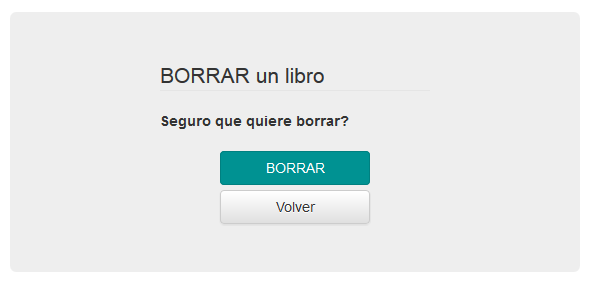 BORRAR un libro
Seguro que quiere borrar?
BORRAR
Volver